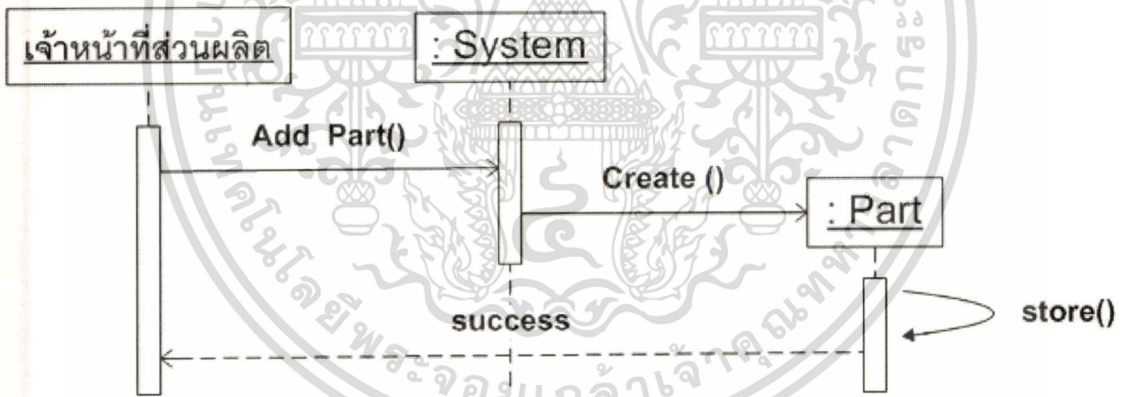 เจ้าหน้าที่ส่วนผลิต
: System
Add Part()
Create ()
: Part
store()
success